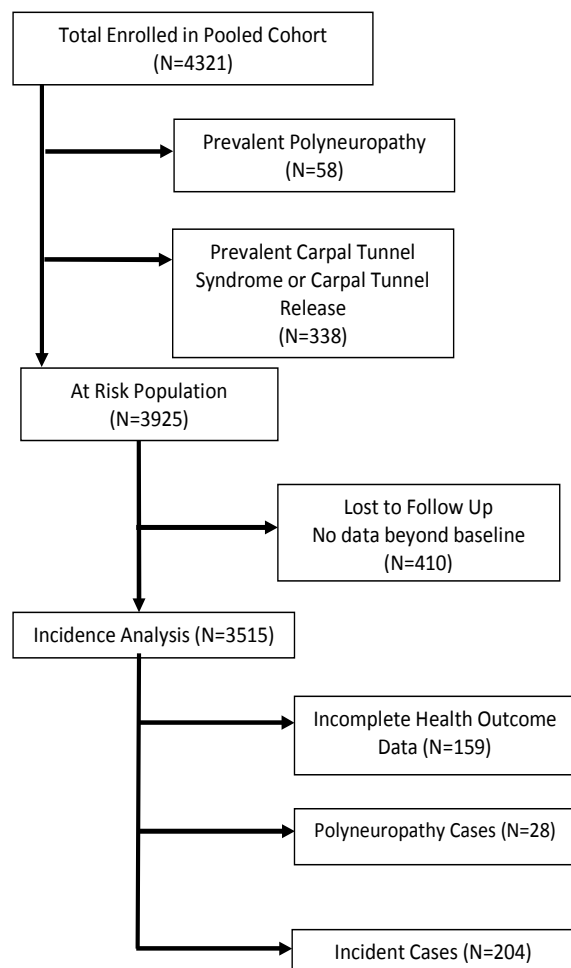 Total Enrolled in Pooled Cohort
(N=4321)
Prevalent Polyneuropathy
(N=58)
Prevalent Carpal Tunnel
Syndrome or Carpal Tunnel
Release
(N=338)
At Risk Population
(N=3925)
Lost to Follow Up
No data beyond baseline
(N=410)
Incidence Analysis (N=3515)
Incomplete Health Outcome
Data (N=159)
Polyneuropathy Cases (N=28)
Incident Cases (N=204)